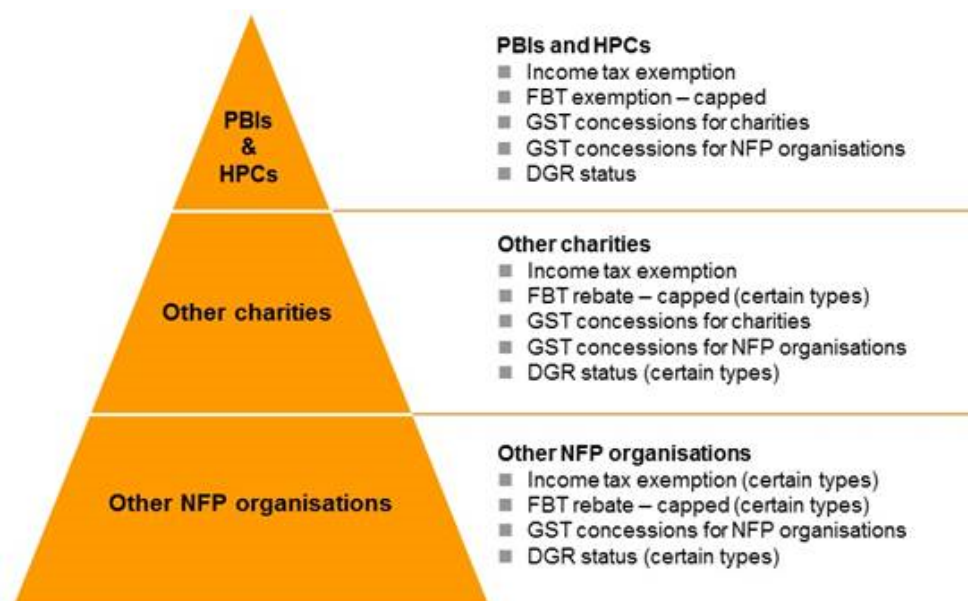 PBIs
&
HPCs
PBIs and HPCs
Income tax exemption
FBT exemption – capped
GST concessions for charities
GST concessions for NFP organisations
DGR status
Other charities
Other charities
Income tax exemption
FBT rebate – capped (certain types)
GST concessions for charities
GST concessions for NFP organisations
DGR status (certain types)
Other NFP organisations
Other NFP organisations
Income tax exemption (certain types)
FBT rebate – capped (certain types)
GST concessions for NFP organisations
DGR status (certain types)